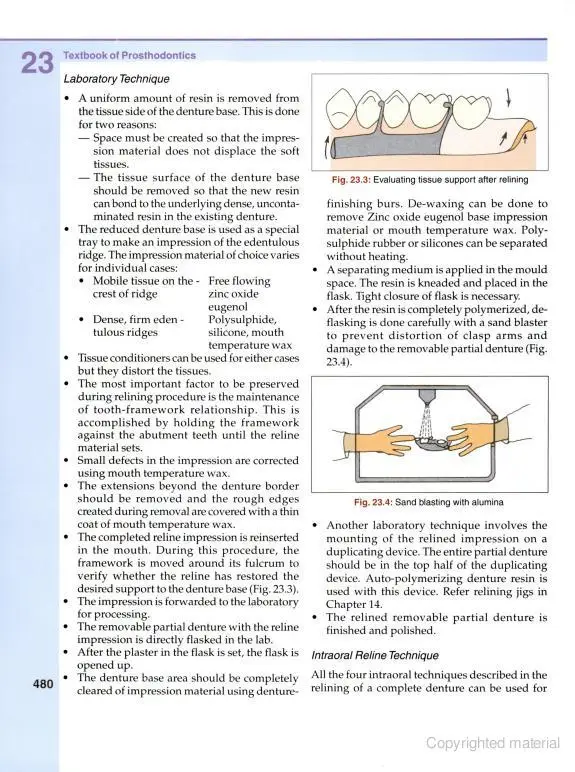 23
Textbook of Prosthodontics
Laboratory Technique
• A uniform amount of resin is removed from
the tissue side of the denture base. This is done
for two reasons:
— Space must be created so that the impres-
sion material does not displace the soft
tissues.
— The tissue surface of the denture base
should be removed so that the new resin
can bond to the underlying dense, unconta-
minated resin in the existing denture.
• The reduced denture base is used as a special
tray to make an impression of the edentulous
ridge. The impression material of choice varies
for individual cases:
• Mobile tissue on the - Free flowing
crest of ridge zinc oxide
eugenol
• Dense, firm eden - Polysulphide,
tulous ridges silicone, mouth
temperature wax
• Tissue conditioners can be used for either cases
but they distort the tissues.
• The most important factor to be preserved
during relining procedure is the maintenance
of tooth-framework relationship. This is
accomplished by holding the framework
against the abutment teeth until the reline
material sets.
• Small defects in the impression are corrected
using mouth temperature wax.
• The extensions beyond the denture border
should be removed and the rough edges
created during removal are covered with a thin
coat of mouth temperature wax.
• The completed reline impression is reinserted
in the mouth. During this procedure, the
framework is moved around its fulcrum to
verify whether the reline has restored the
desired support to the denture base (Fig. 23.3).
• The impression is forwarded to the laboratory
for processing.
• The removable partial denture with the reline
impression is directly flasked in the lab.
• After the plaster in the flask is set, the flask is
opened up.
• The denture base area should be completely
cleared of impression material using denture-
480
Fig. 23.3: Evaluating tissue support after relining
finishing burs. De-waxing can be done to
remove Zinc oxide eugenol base impression
material or mouth temperature wax. Poly-
sulphide rubber or silicones can be separated
without heating.
• A separating medium is applied in the mould
space. The resin is kneaded and placed in the
flask. Tight closure of flask is necessary.
• After the resin is completely polymerized, de-
flasking is done carefully with a sand blaster
to prevent distortion of clasp arms and
damage to the removable partial denture (Fig.
23.4).
Fig. 23.4: Sand blasting with alumina
• Another laboratory technique involves the
mounting of the relined impression on a
duplicating device. The entire partial denture
should be in the top half of the duplicating
device. Auto-polymerizing denture resin is
used with this device. Refer relining jigs in
Chapter 14.
• The relined removable partial denture is
finished and polished.
Intraoral Reline Technique
All the four intraoral techniques described in the
relining of a complete denture can be used for
Copyrighted material